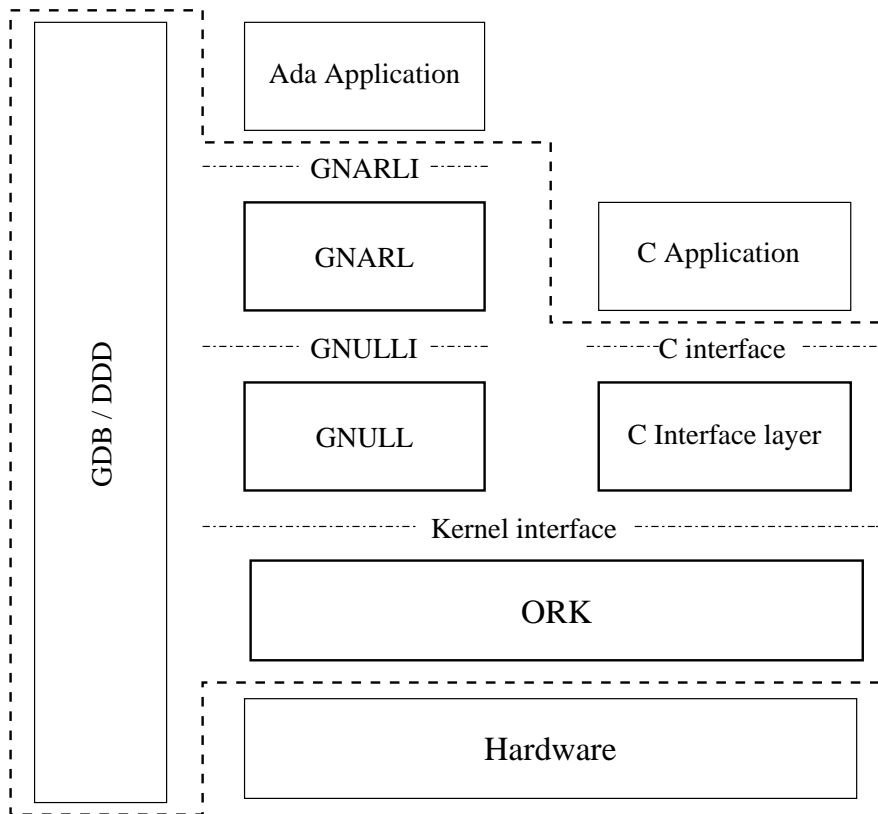 Ada Application
GNARLI
GNARL
C Application
GNULLI
C interface
GDB / DDD
GNULL
C Interface layer
Kernel interface
ORK
Hardware